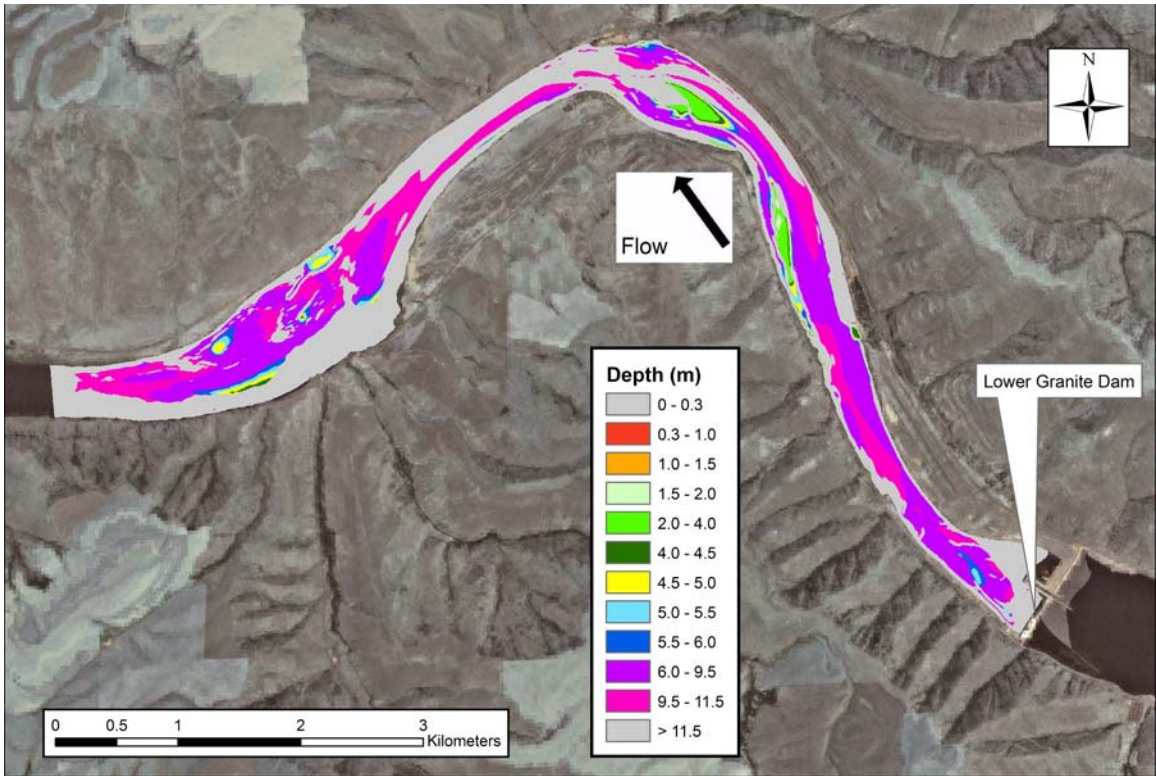 N
Flow
Lower Granite Dam
Depth (m)
0 - 0.3
0.3 - 1.0
1.0 - 1.5
1.5 - 2.0
2.0 - 4.0
4.0 - 4.5
4.5 - 5.0
5.0 - 5.5
5.5 - 6.0
6.0 - 9.5
9.5 - 11.5
> 11.5
0 0.5 1 2 3
Kilometers